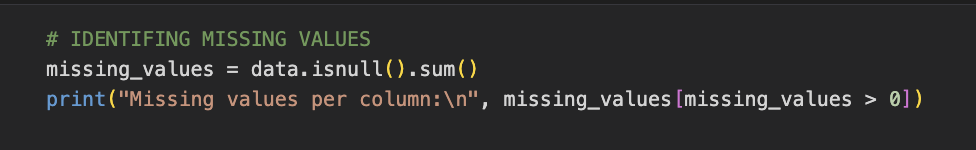 # IDENTIFING MISSING VALUES
missing_values = data.isnull().sum()
print("Missing values per column:\n", missing_values[missing_values > 0])